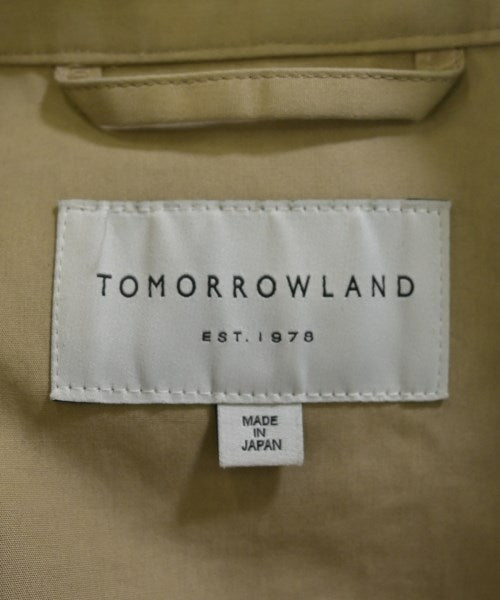 TOMORROWLAND
EST. 1978
MADE
IN
JAPAN